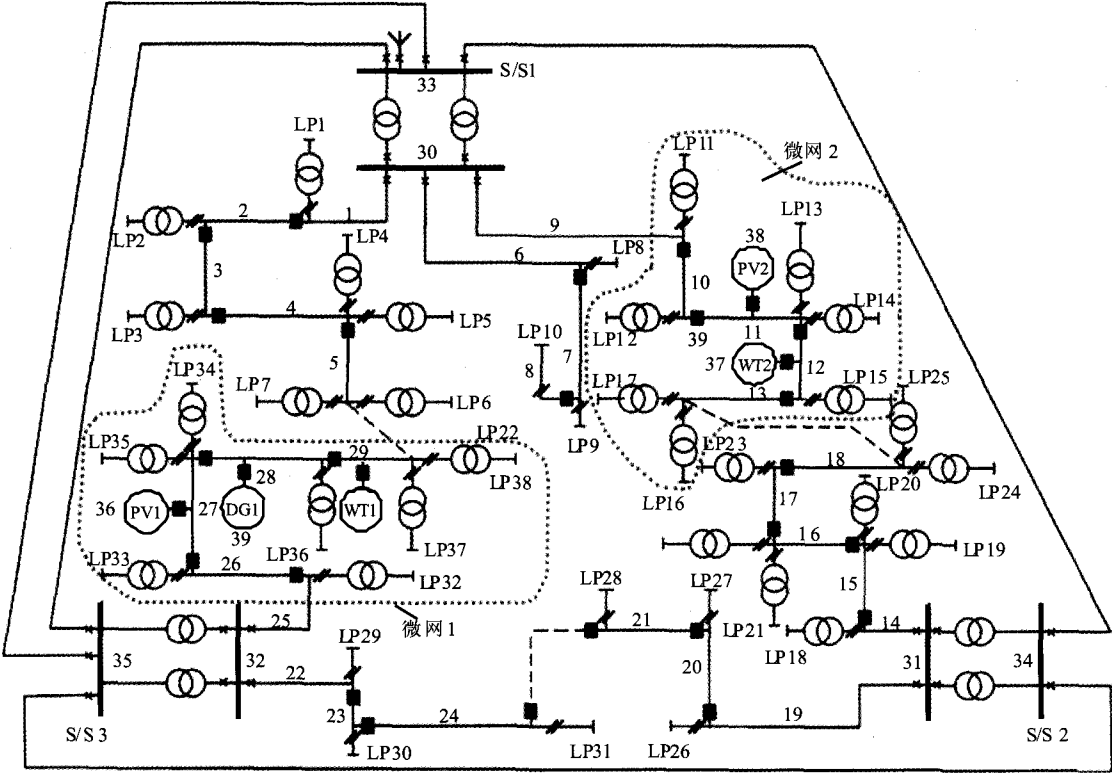 33
S/S1
LP1
30
微网 2
LP11
LP13
2
1
LP2
LP4
9
LP8
6
38
PV2
3
10
LP14
4
LP3
LP5
LP12
39
11
LP10
5
7
37
WT2
12
LP34
8
LP7
LP6
LP17
13
LP15
LP25
LP9
LP35
LP22
LP23
29
18
28
LP38
LP16
LP20
LP24
36
PV1
27
DG1
WT1
17
39
LP33
LP36
LP37
16
LP19
26
LP32
LP28
LP27
15
25
微网 1
21
LP21
LP29
LP18
14
35
32
31
34
22
20
23
24
19
S/S 3
LP30
LP31
LP26
S/S 2